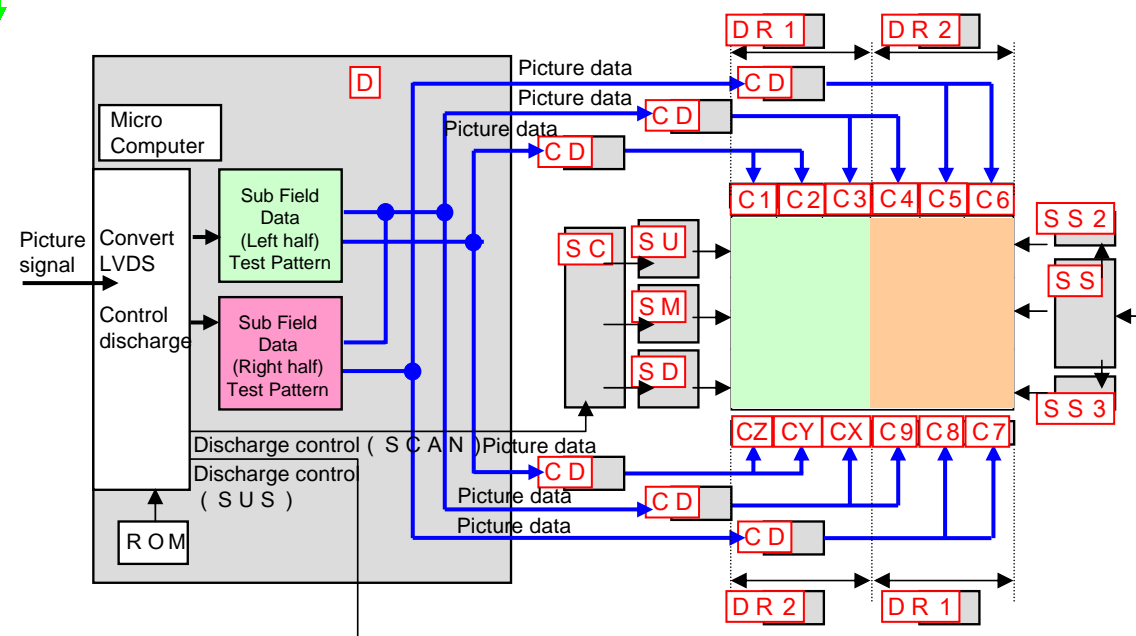 DR1
DR2
Picture data
CD
D
Picture data
CD
Micro
Computer
Picture data
CD
Sub Field
Data
(Left half)
Test Pattern
C1 C2 C3 C4 C5 C6
SS2
Picture
signal
Convert
LVDS
SC
SU
SS
Control
discharge
SM
Sub Field
Data
(Right half)
Test Pattern
SD
SS3
CZ CY CX C9 C8 C7
Discharge control (SCAN)
Picture data
CD
Discharge control
(SUS)
Picture data
CD
Picture data
CD
ROM
DR2
DR1